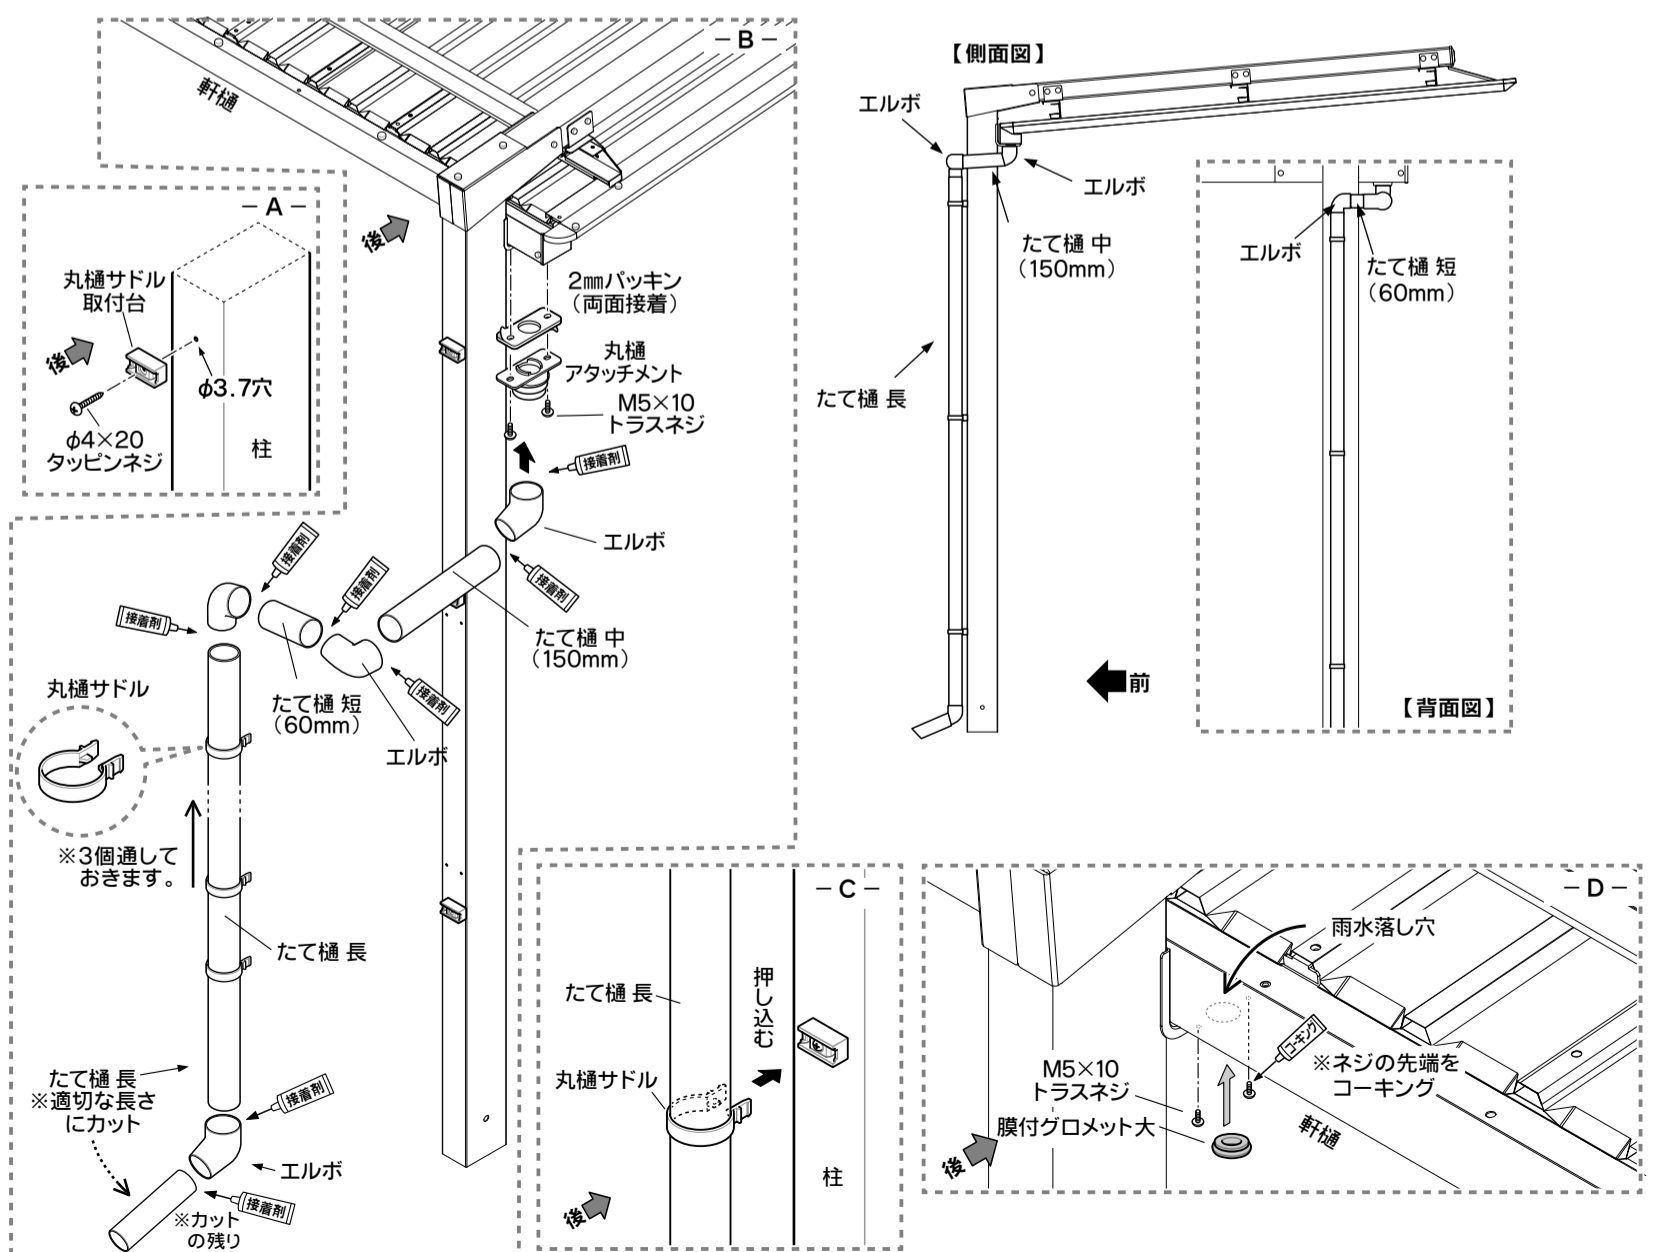 －B－
軒樋
後
2㎜パッキン
（両面接着）
丸樋
アタッチメント
M5×10
トラスネジ
接着剤
エルボ
接着剤
たて樋 中
（150mm）
接着剤
接着剤
接着剤
接着剤
たて樋 短
（60mm）
エルボ
丸樋サドル
※3個通して
おきます。
たて樋 長
たて樋 長
※適切な長さ
にカット
接着剤
エルボ
接着剤
※カット
の残り
－A－
丸樋サドル
取付台
後
φ3.7穴
φ4×20
タッピンネジ
柱
【側面図】
エルボ
エルボ
たて樋 中
（150mm）
たて樋 長
前
エルボ
たて樋 短
（60mm）
【背面図】
－C－
たて樋 長
押し込む
丸樋サドル
柱
後
－D－
雨水落し穴
コーキング
M5×10
トラスネジ
※ネジの先端を
コーキング
膜付グロメット大
軒樋
後